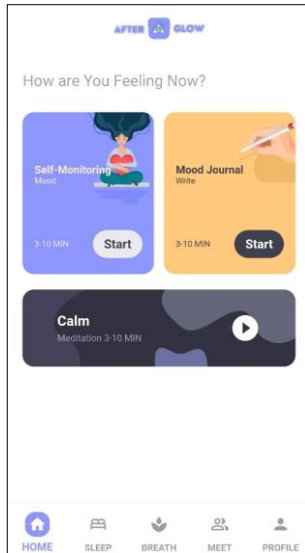 AFTER GLOW
How are You Feeling Now?
Self-Monitoring
Mood
3-10 MIN Start
Mood Journal
Write
3-10 MIN Start
Calm
Meditation 3-10 MIN
HOME SLEEP BREATH MEET PROFILE